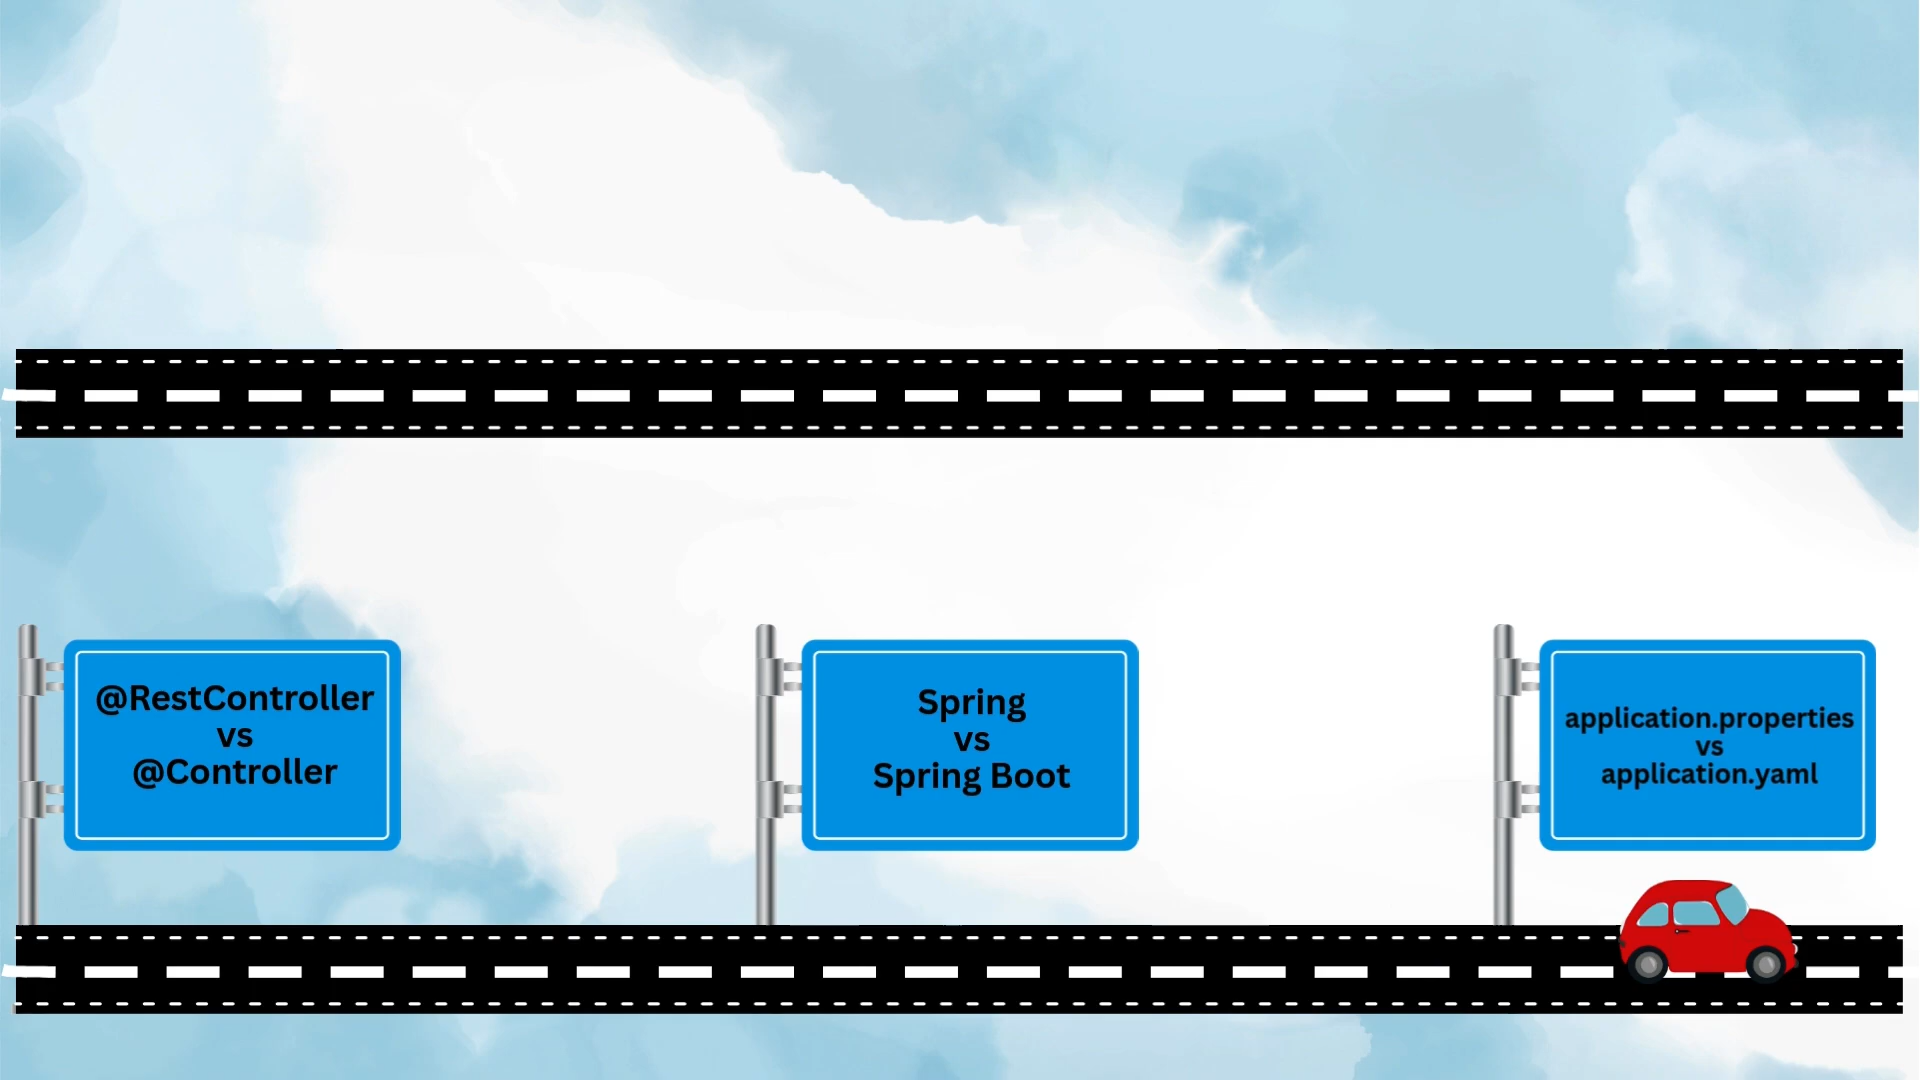 @RestController
vs
@Controller
Spring
vs
Spring Boot
application.properties
vs
application.yaml